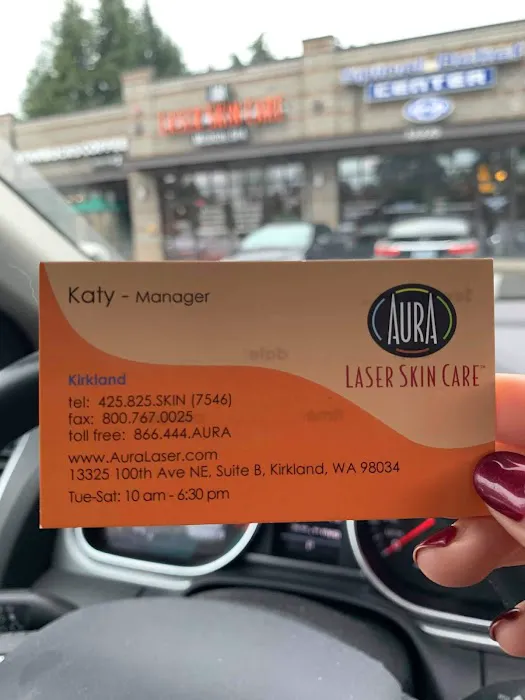 LASER SKIN CARE
CENTER
Katy - Manager
AURA
LASER SKIN CARE™
Kirkland
tel: 425.825.SKIN (7546)
fax: 800.767.0025
toll free: 866.444.AURA
www.AuraLaser.com
13325 100th Ave NE, Suite B, Kirkland, WA 98034
Tue-Sat: 10 am - 6:30 pm